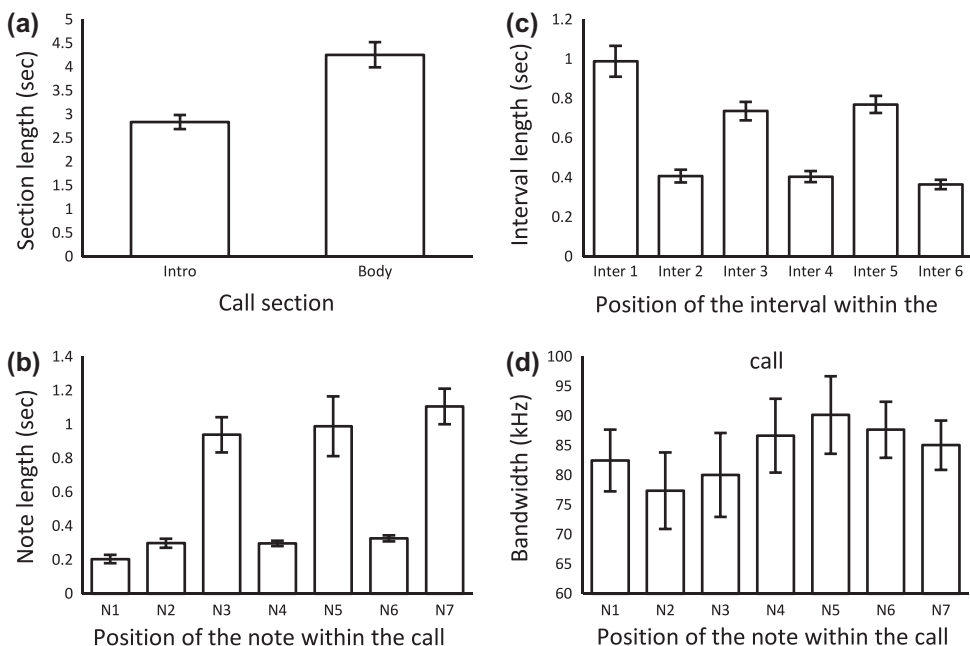 (a)
Section length (sec)
5
4.5
4
3.5
3
2.5
2
1.5
1
0.5
0
Intro Body
Call section
(c)
Interval length (sec)
1.2
1
0.8
0.6
0.4
0.2
0
Inter 1 Inter 2 Inter 3 Inter 4 Inter 5 Inter 6
Position of the interval within the
call
(b)
Note length (sec)
1.4
1.2
1
0.8
0.6
0.4
0.2
0
N1 N2 N3 N4 N5 N6 N7
Position of the note within the call
(d)
Bandwidth (kHz)
100
95
90
85
80
75
70
65
60
N1 N2 N3 N4 N5 N6 N7
Position of the note within the call